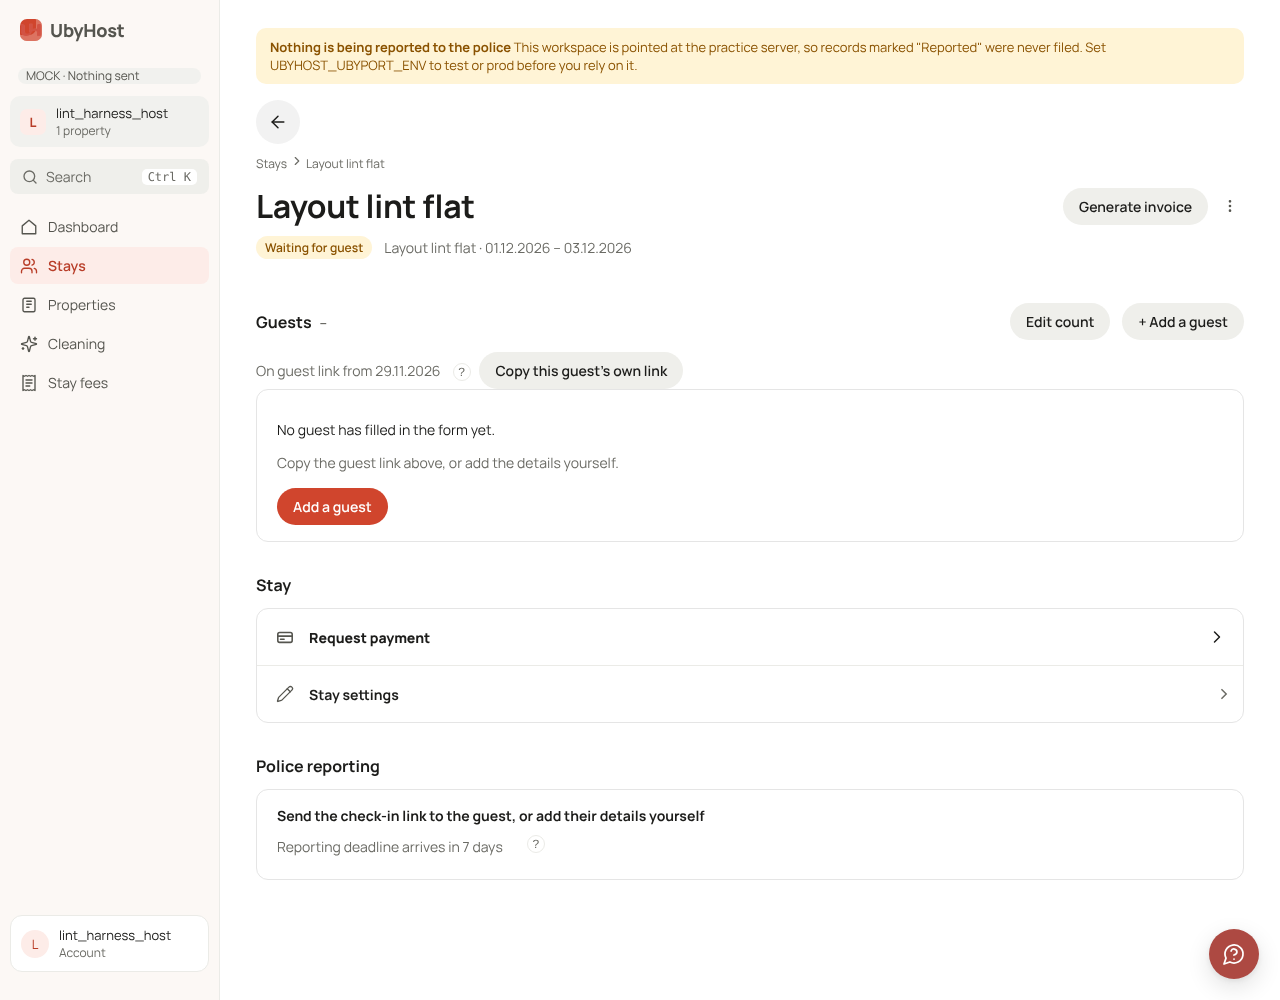 UbyHost
MOCK · Nothing sent
L
lint_harness_host
1 property
Search
Ctrl K
Dashboard
Stays
Properties
Cleaning
Stay fees
L
lint_harness_host
Account
Nothing is being reported to the police This workspace is pointed at the practice server, so records marked "Reported" were never filed. Set
UBYHOST_UBYPORT_ENV to test or prod before you rely on it.
Stays
Layout lint flat
Layout lint flat
Generate invoice
Waiting for guest
Layout lint flat · 01.12.2026 – 03.12.2026
Guests –
Edit count
+ Add a guest
On guest link from 29.11.2026
?
Copy this guest's own link
No guest has filled in the form yet.
Copy the guest link above, or add the details yourself.
Add a guest
Stay
Request payment
Stay settings
Police reporting
Send the check-in link to the guest, or add their details yourself
Reporting deadline arrives in 7 days
?